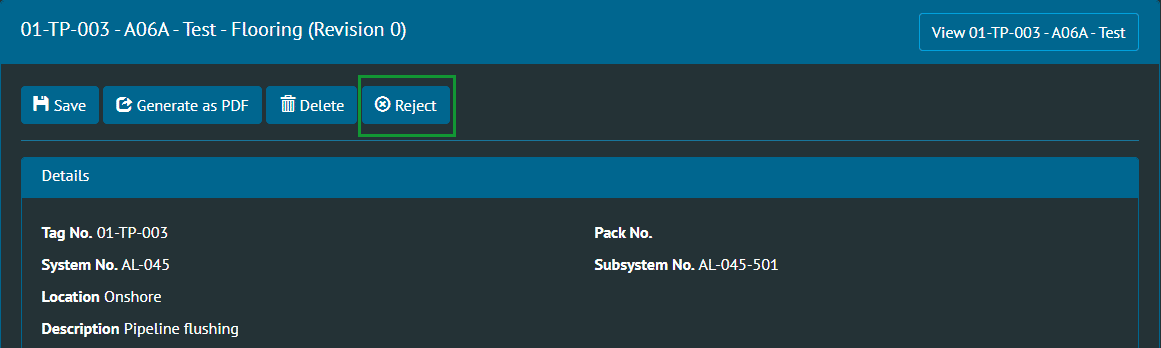 01-TP-003 - A06A - Test - Flooring (Revision 0)
View 01-TP-003 - A06A - Test
Save Generate as PDF Delete Reject
Details
Tag No. 01-TP-003 Pack No.
System No. AL-045 Subsystem No. AL-045-501
Location Onshore
Description Pipeline flushing